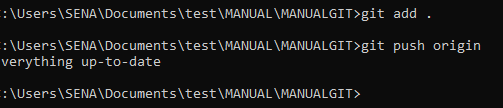 :\Users\SENA\Documents\test\MANUAL\MANUALGIT>git add .
:\Users\SENA\Documents\test\MANUAL\MANUALGIT>git push origin
verything up-to-date
:\Users\SENA\Documents\test\MANUAL\MANUALGIT>